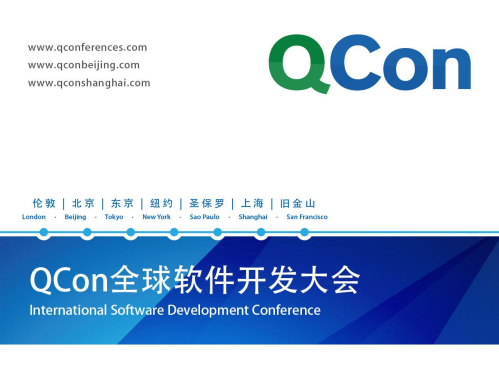 www.qconferences.com
www.qconbeijing.com
www.qconshanghai.com
QCon
伦敦 | 北京 | 东京 | 纽约 | 圣保罗 | 上海 | 旧金山
London · Beijing · Tokyo · New York · Sao Paulo · Shanghai · San Francisco
QCon全球软件开发大会
International Software Development Conference